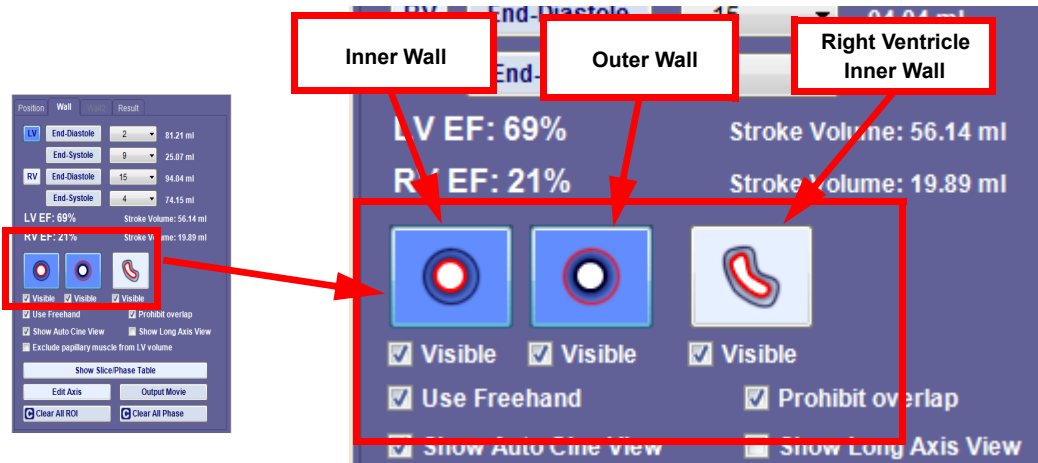 Position Wall Wall2 Result
LV End-Diastole 2 81.21 ml
End-Systole 9 25.07 ml
RV End-Diastole 15 94.04 ml
End-Systole 4 74.15 ml
LV EF: 69% Stroke Volume: 56.14 ml
RV EF: 21% Stroke Volume: 19.89 ml
Visible Visible Visible
Use Freehand Prohibit overlap
Show Auto Cine View Show Long Axis View
Exclude papillary muscle from LV volume
Show Slice/Phase Table
Edit Axis Output Movie
C Clear All ROI C Clear All Phase
RV End-Diastole 15 94.04 ml
Inner Wall
Outer Wall
Right Ventricle
Inner Wall
End-
LV EF: 69% Stroke Volume: 56.14 ml
RV EF: 21% Stroke Volume: 19.89 ml
Visible Visible Visible
Use Freehand Prohibit overlap
Show Auto Cine View Show Long Axis View